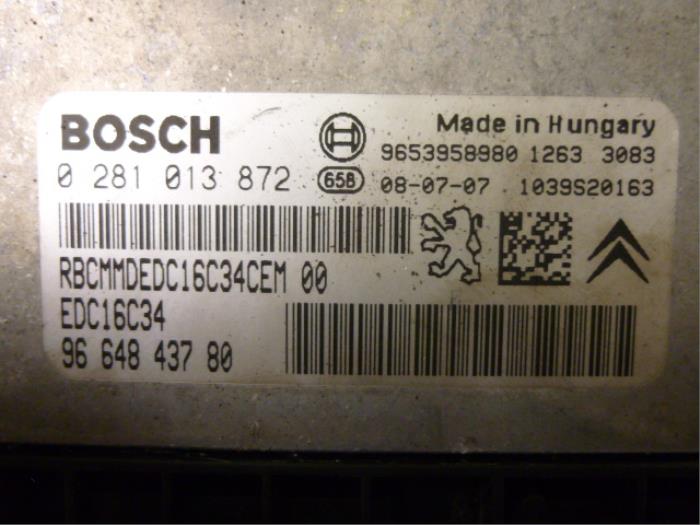 BOSCH
Made in Hungary
9653958980 1263 3083
0 281 013 872 658 08-07-07 1039S20163
RBCMMDEDC16C34CEM 00
EDC16C34
96 648 437 80